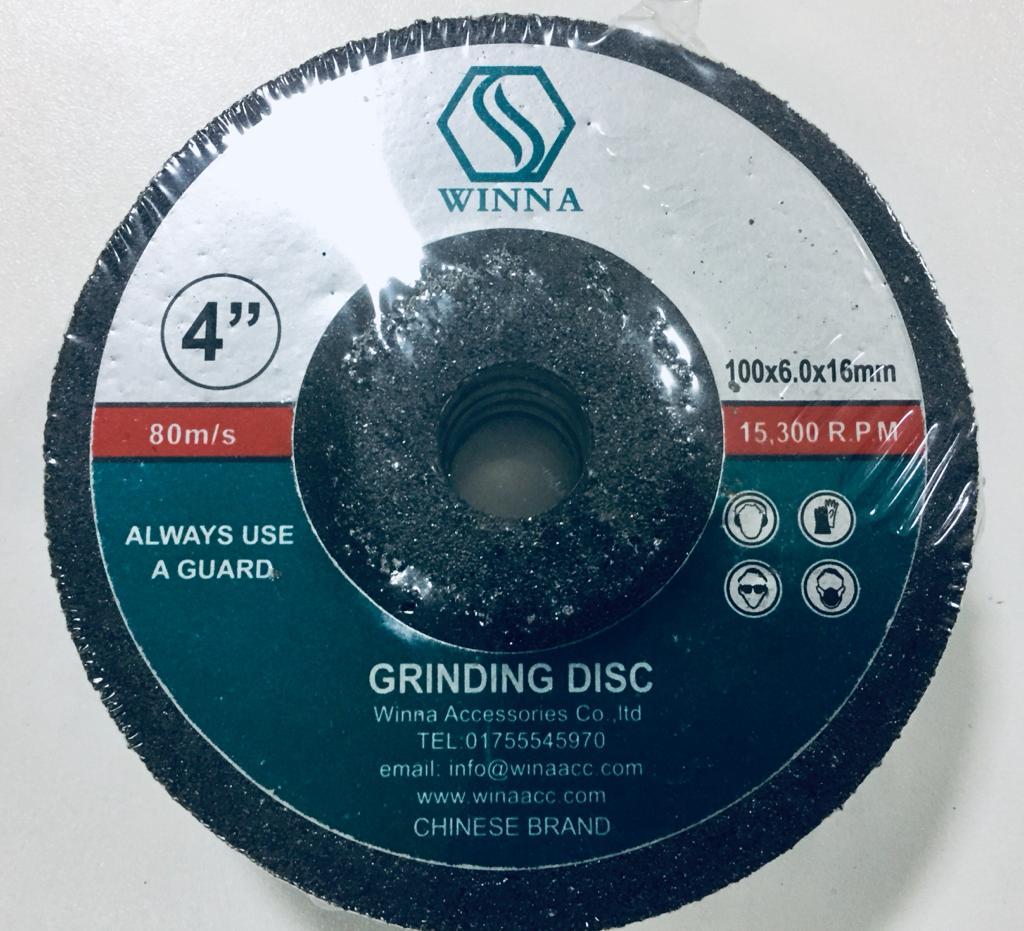 WINNA
4”
100x6.0x16mm
80m/s
15,300 R.P.M
ALWAYS USE
A GUARD
GRINDING DISC
Winna Accessories Co.,ltd
TEL:01755545970
email: info@winaacc.com
www.winaacc.com
CHINESE BRAND